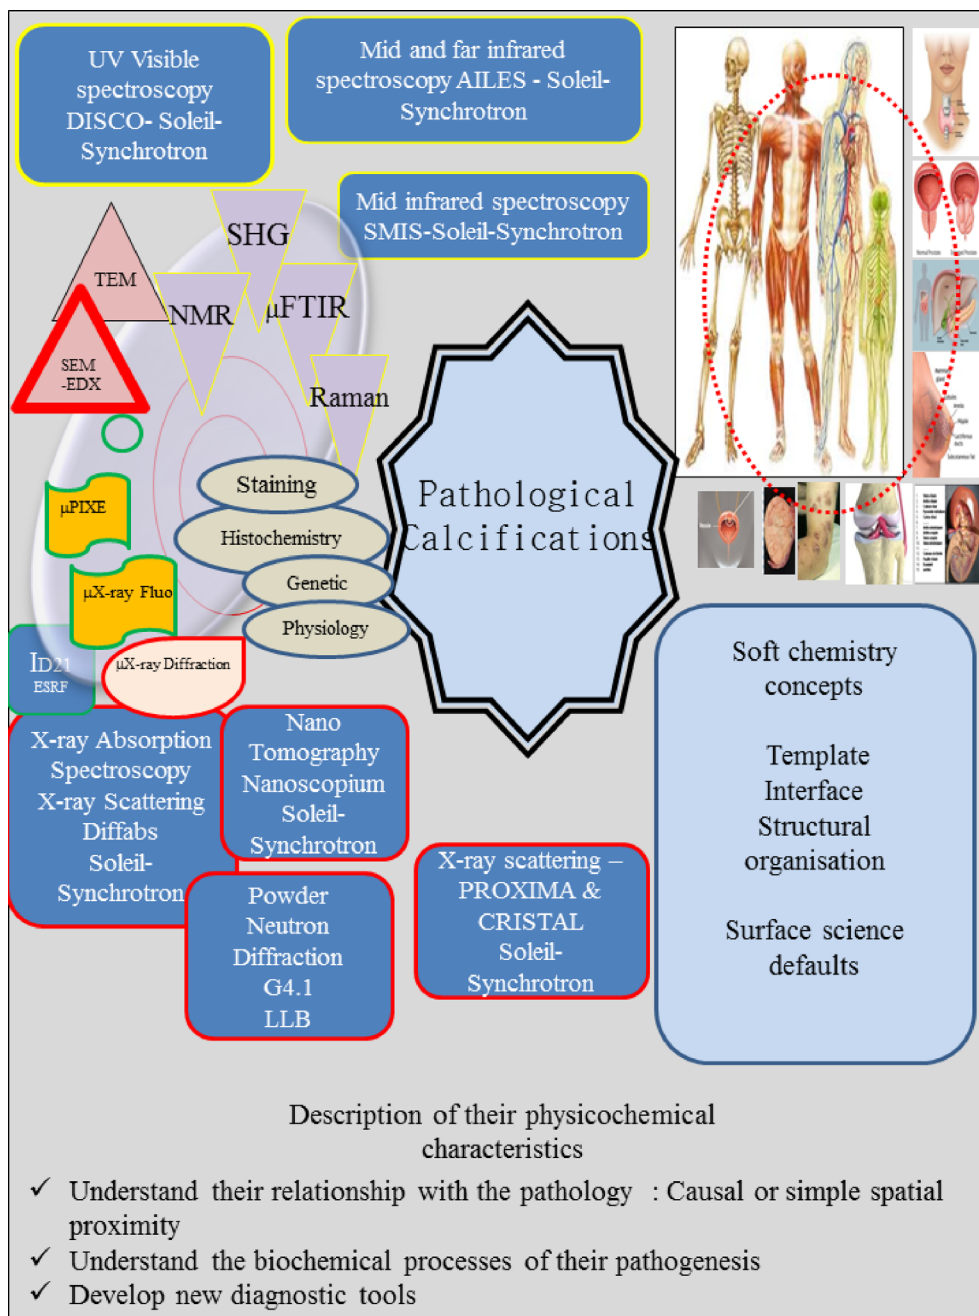 UV Visible
spectroscopy
DISCO- Soleil-
Synchrotron
Mid and far infrared
spectroscopy AILES - Soleil-
Synchrotron
Mid infrared spectroscopy
SMIS-Soleil-Synchrotron
SHG
TEM
NMR
μFTIR
SEM
-EDX
Raman
Staining
μPIXE
Histochemistry
μX-ray Fluo
Genetic
Physiology
ID21
ESRF
μX-ray Diffraction
Pathological
Calcifications
X-ray Absorption
Spectroscopy
X-ray Scattering
Diffabs
Soleil-
Synchrotron
Nano
Tomography
Nanoscopium
Soleil-
Synchrotron
Powder
Neutron
Diffraction
G4.1
LLB
X-ray scattering –
PROXIMA &
CRISTAL
Soleil-
Synchrotron
Soft chemistry
concepts
Template
Interface
Structural
organisation
Surface science
defaults
Description of their physicochemical
characteristics
✓ Understand their relationship with the pathology : Causal or simple spatial
proximity
✓ Understand the biochemical processes of their pathogenesis
✓ Develop new diagnostic tools